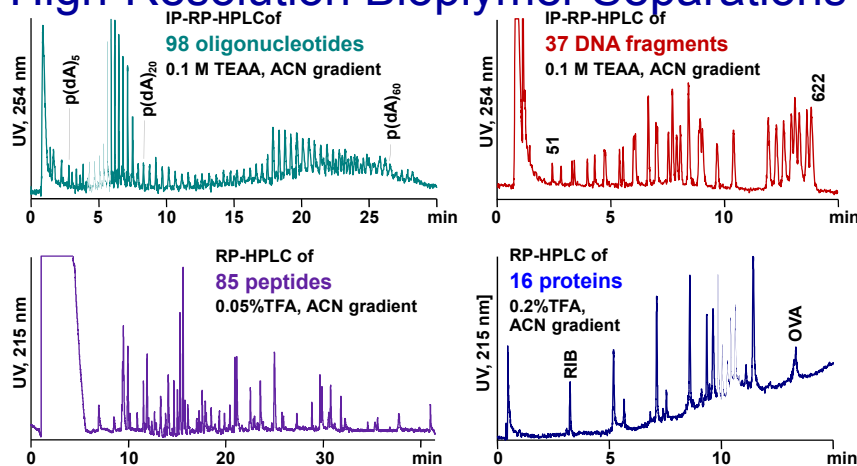 High-Resolution Bioplymer Separations
IP-RP-HPLCof
98 oligonucleotides
0.1 M TEAA, ACN gradient
UV, 254 nm
p(dA)5
p(dA)20
p(dA)60
0 5 10 15 20 25 min
IP-RP-HPLC of
37 DNA fragments
0.1 M TEAA, ACN gradient
UV, 254 nm
51
622
0 5 10 min
RP-HPLC of
85 peptides
0.05%TFA, ACN gradient
UV, 215 nm
10 20 30 min
RP-HPLC of
16 proteins
0.2%TFA,
ACN gradient
UV, 215 nm]
RIB
OVA
0 5 10 min